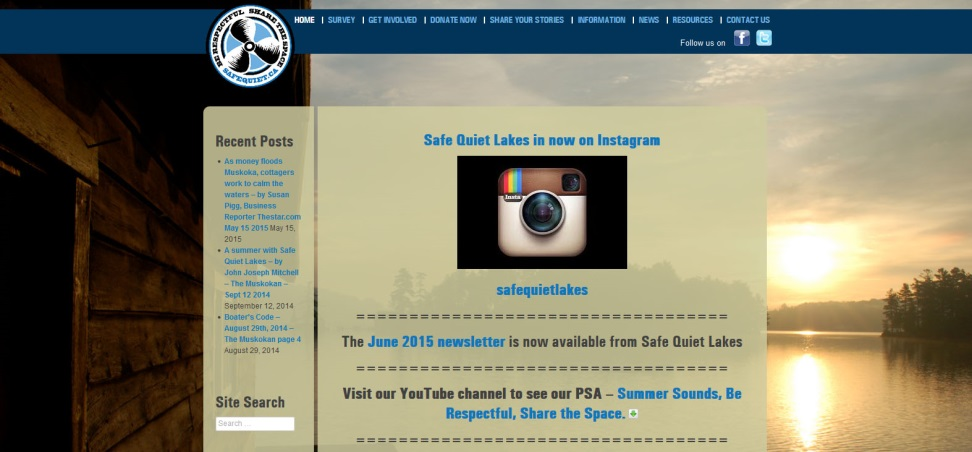 BE RESPECTFUL, SHARE THE SPACE
SAFEQUIET.CA
HOME | SURVEY | GET INVOLVED | DONATE NOW | SHARE YOUR STORIES | INFORMATION | NEWS | RESOURCES | CONTACT US
Follow us on
Recent Posts
As money floods
Muskoka, cottagers
work to calm the
waters – by Susan
Pigg, Business
Reporter Thestar.com
May 15 2015 May 15,
2015
A summer with Safe
Quiet Lakes – by
John Joseph Mitchell
– The Muskokan –
Sept 12 2014
September 12, 2014
Boater's Code –
August 29th, 2014 –
The Muskokan page 4
August 29, 2014
Site Search
Search ...
Safe Quiet Lakes in now on Instagram
Insta
safequietlakes
====================================
The June 2015 newsletter is now available from Safe Quiet Lakes
====================================
Visit our YouTube channel to see our PSA – Summer Sounds, Be
Respectful, Share the Space.
====================================